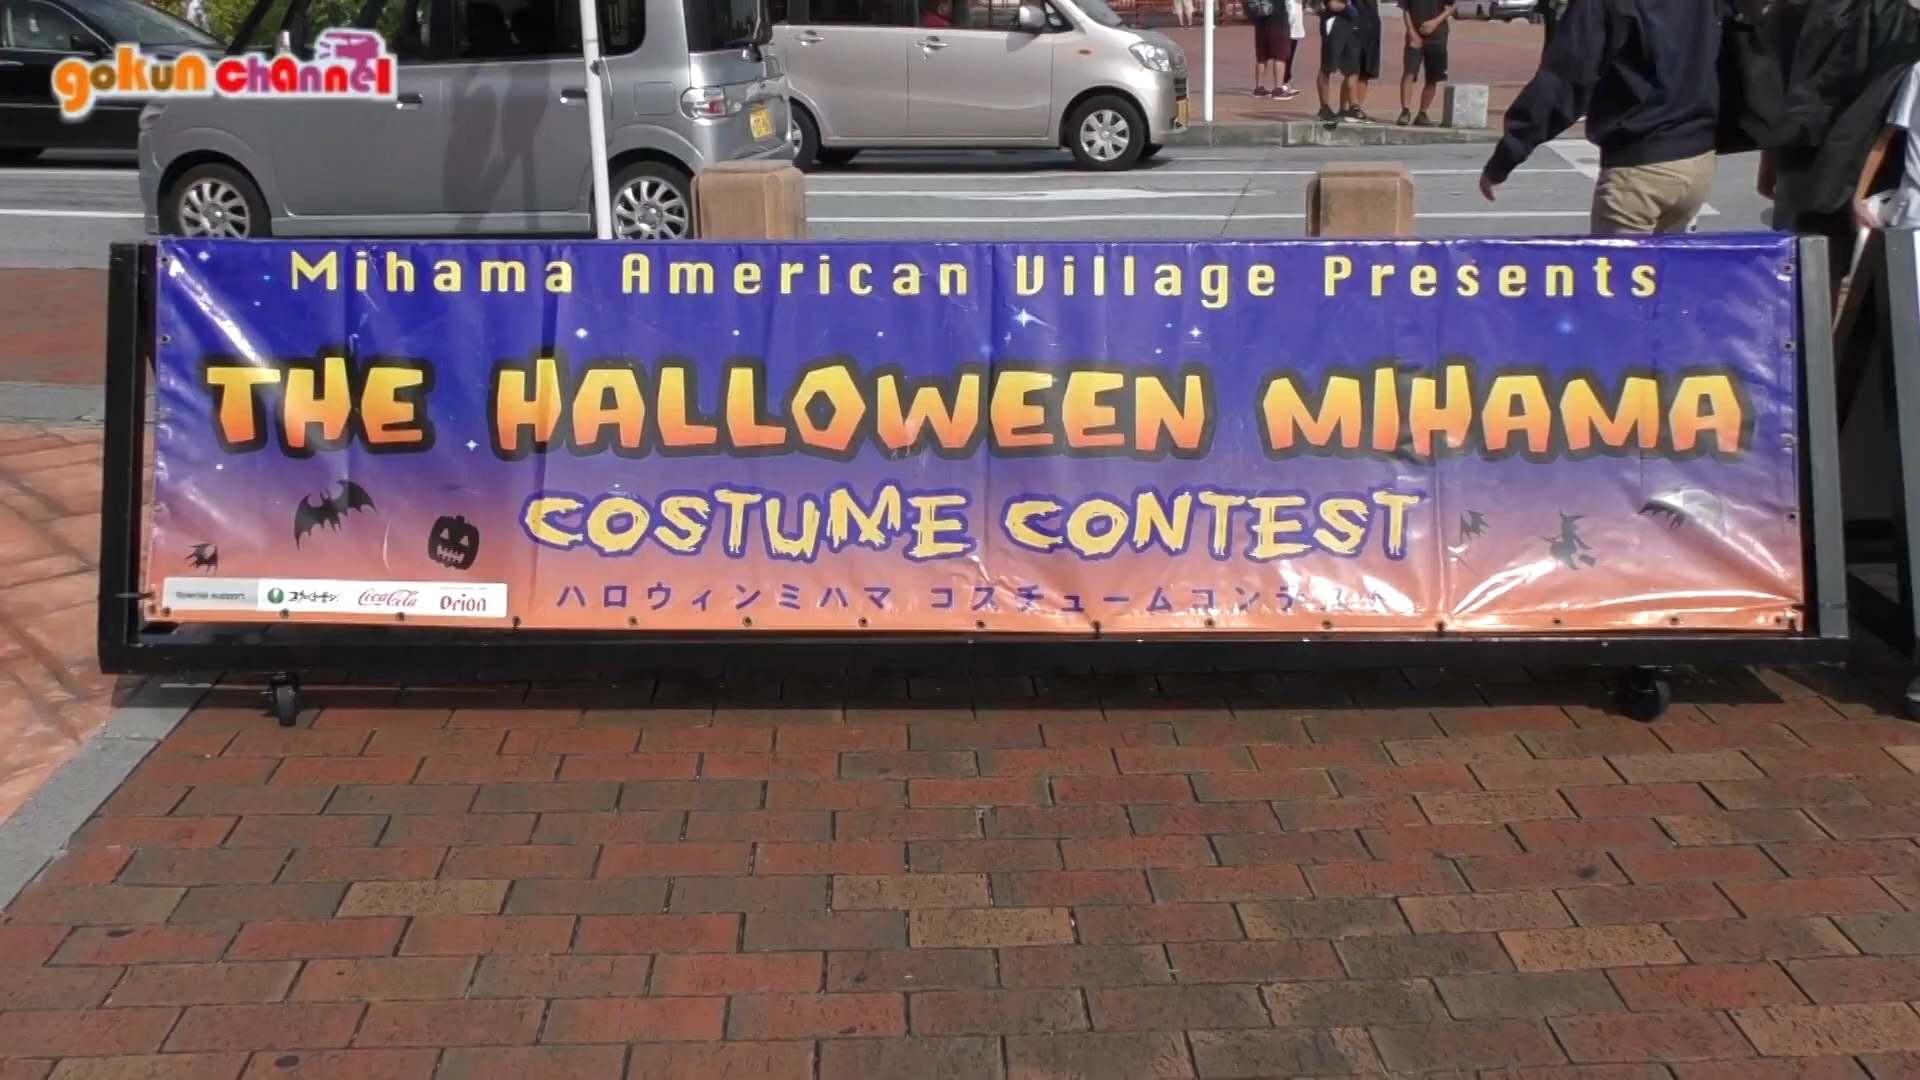 gokun channel
Mihama American Village Presents
THE HALLOWEEN MIHAMA
COSTUME CONTEST
ハロウィンミハマ コスチュームコンテスト
Special support
Coca-Cola
Orion